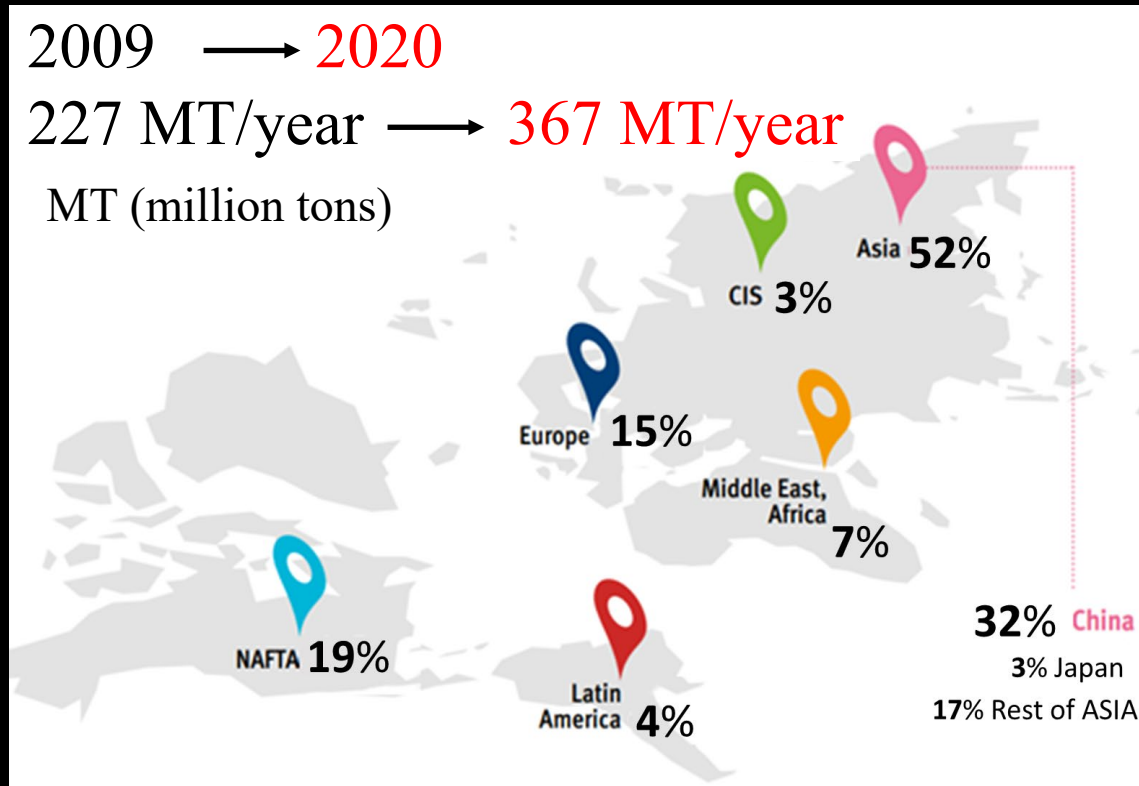 2009 → 2020
227 MT/year → 367 MT/year
MT (million tons)
Asia 52%
CIS 3%
Europe 15%
Middle East,
Africa
7%
32% China
3% Japan
17% Rest of ASIA
NAFTA 19%
Latin
America 4%